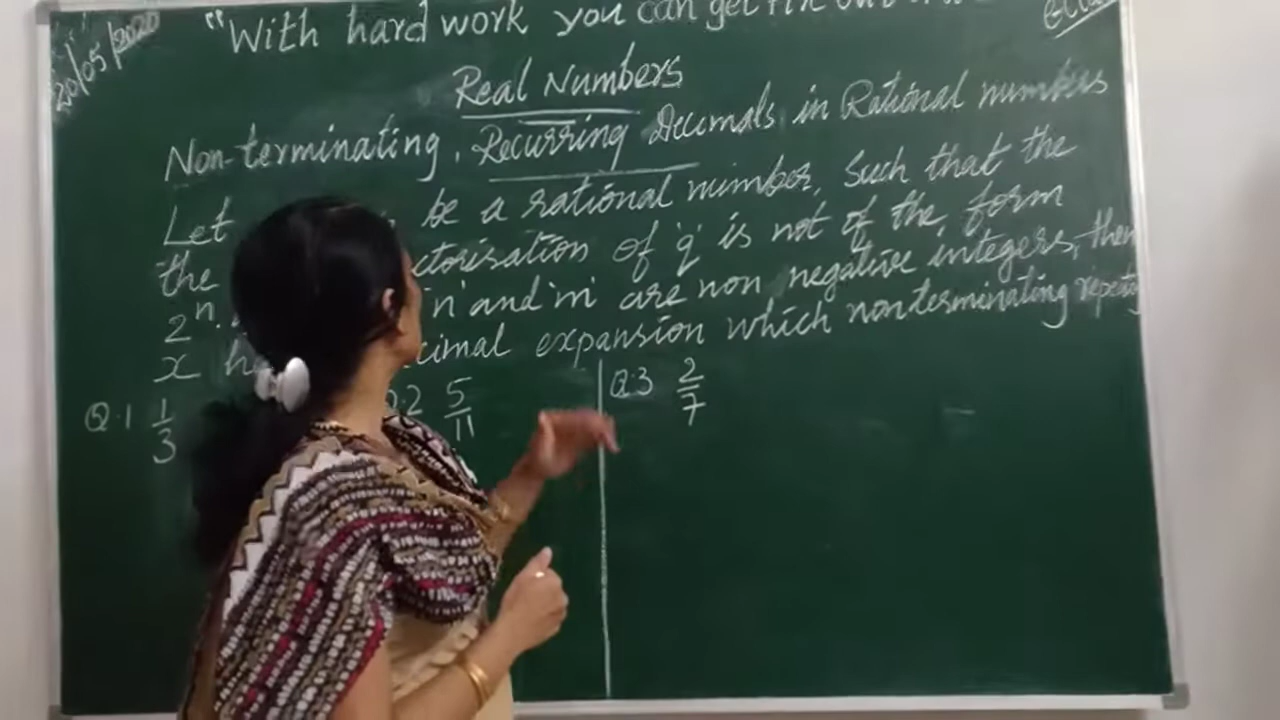 20/05/2020
"With hard work you can get
Real Numbers
Non-terminating, Recurring Decimals in Rational numbers
Let be a rational number, such that the
the ctorisation of 'q' is not of the form
2ⁿ. 'n' and 'm' are non negative integers, then
x h cimal expansion which nonterminating repeat
Q.1 1/3
Q.2 5/11
Q.3 2/7